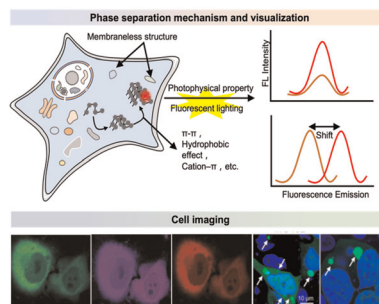 Phase separation mechanism and visualization
Membraneless structure
Photophysical property
Fluorescent lighting
π-π ,
Hydrophobic
effect ,
Cation–π , etc.
FL Intensity
Shift
Fluorescence Emission
Cell imaging
10 μm